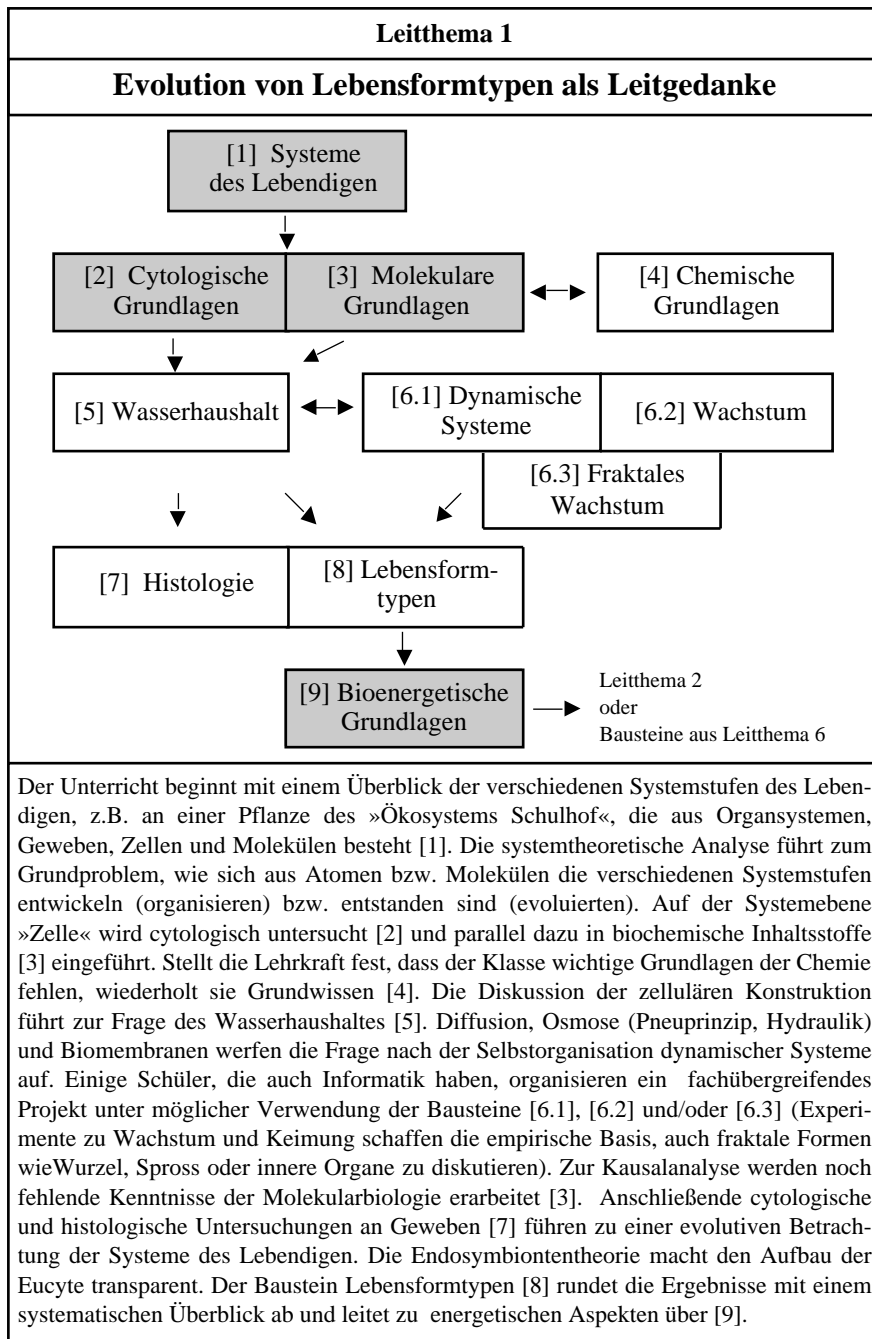 Leitthema 1
Evolution von Lebensformtypen als Leitgedanke
[1] Systeme
des Lebendigen
[2] Cytologische
Grundlagen
[3] Molekulare
Grundlagen
[4] Chemische
Grundlagen
[5] Wasserhaushalt
[6.1] Dynamische
Systeme
[6.2] Wachstum
[6.3] Fraktales
Wachstum
[7] Histologie
[8] Lebensform-
typen
[9] Bioenergetische
Grundlagen
Leitthema 2
oder
Bausteine aus Leitthema 6
Der Unterricht beginnt mit einem Überblick der verschiedenen Systemstufen des Leben-
digen, z.B. an einer Pflanze des »Ökosystems Schulhof«, die aus Organsystemen,
Geweben, Zellen und Molekülen besteht [1]. Die systemtheoretische Analyse führt zum
Grundproblem, wie sich aus Atomen bzw. Molekülen die verschiedenen Systemstufen
entwickeln (organisieren) bzw. entstanden sind (evoluierten). Auf der Systemebene
»Zelle« wird cytologisch untersucht [2] und parallel dazu in biochemische Inhaltsstoffe
[3] eingeführt. Stellt die Lehrkraft fest, dass der Klasse wichtige Grundlagen der Chemie
fehlen, wiederholt sie Grundwissen [4]. Die Diskussion der zellulären Konstruktion
führt zur Frage des Wasserhaushaltes [5]. Diffusion, Osmose (Pneuprinzip, Hydraulik)
und Biomembranen werfen die Frage nach der Selbstorganisation dynamischer Systeme
auf. Einige Schüler, die auch Informatik haben, organisieren ein fachübergreifendes
Projekt unter möglicher Verwendung der Bausteine [6.1], [6.2] und/oder [6.3] (Experi-
mente zu Wachstum und Keimung schaffen die empirische Basis, auch fraktale Formen
wieWurzel, Spross oder innere Organe zu diskutieren). Zur Kausalanalyse werden noch
fehlende Kenntnisse der Molekularbiologie erarbeitet [3]. Anschließende cytologische
und histologische Untersuchungen an Geweben [7] führen zu einer evolutiven Betrach-
tung der Systeme des Lebendigen. Die Endosymbiontentheorie macht den Aufbau der
Eucyte transparent. Der Baustein Lebensformtypen [8] rundet die Ergebnisse mit einem
systematischen Überblick ab und leitet zu energetischen Aspekten über [9].